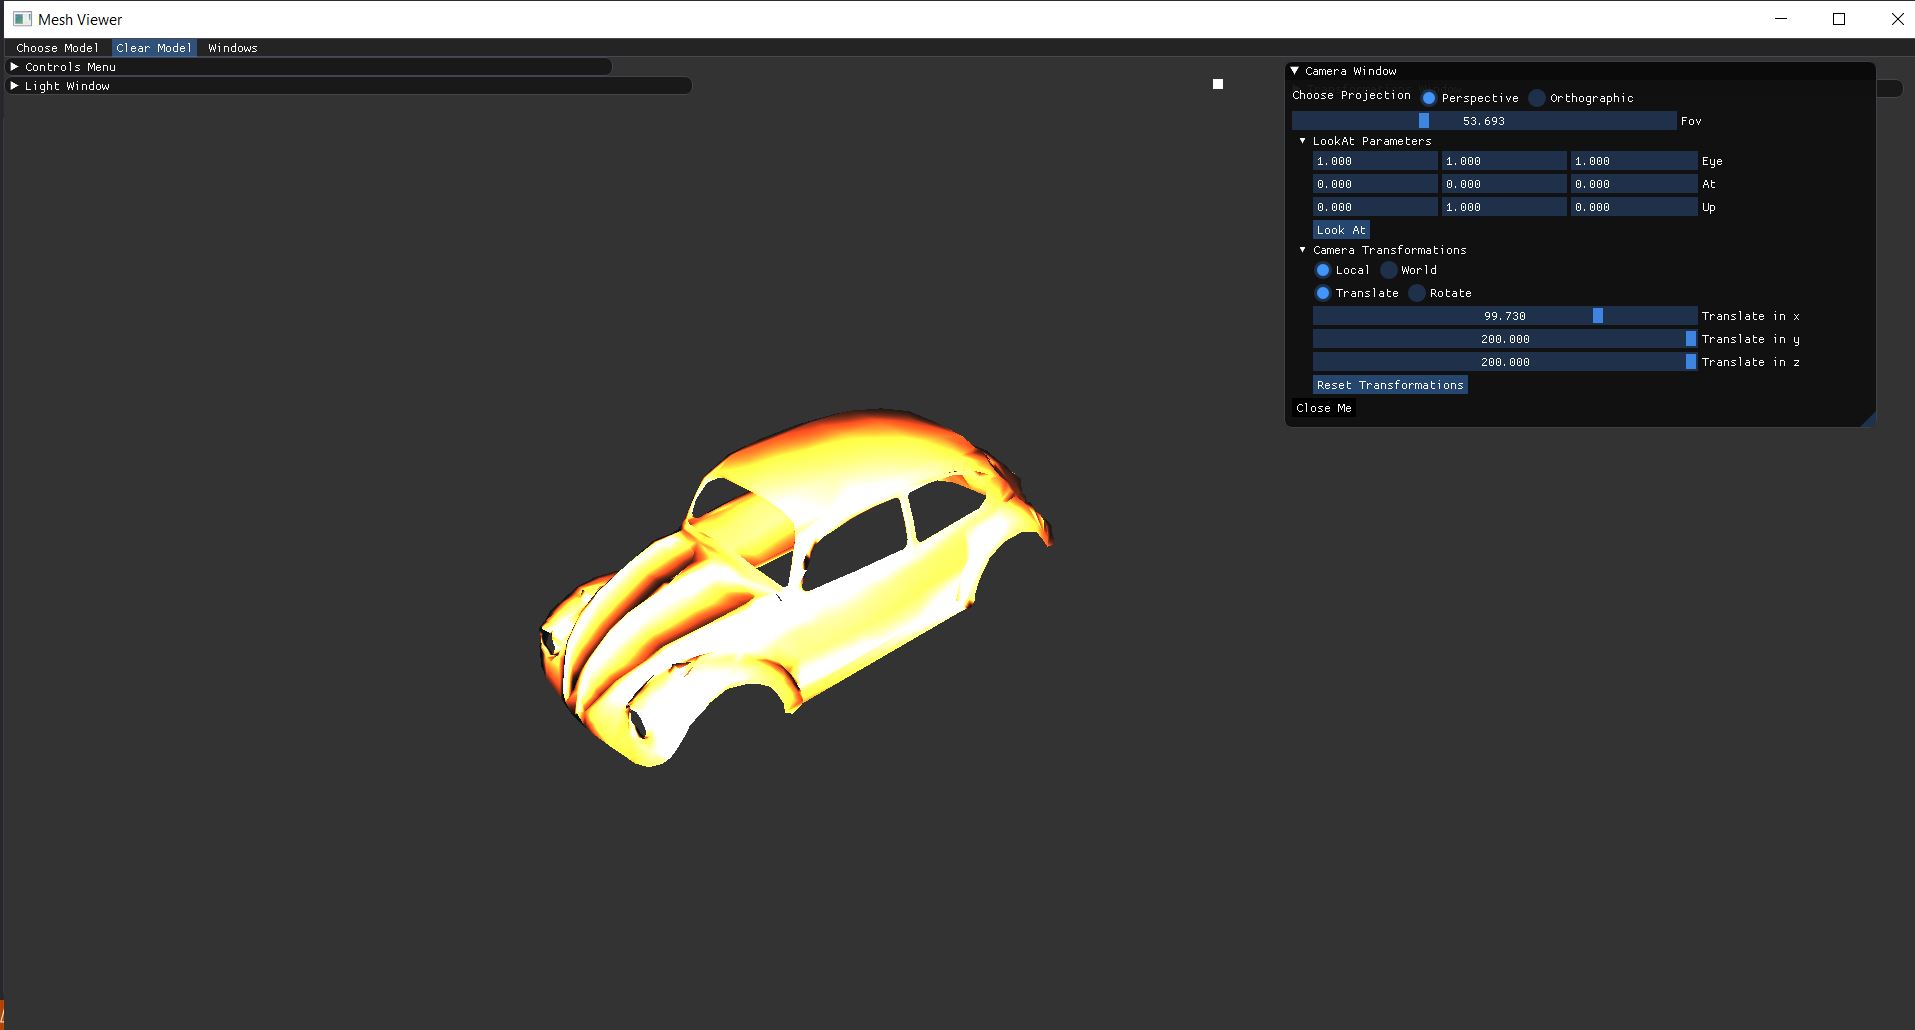 Mesh Viewer
Choose Model Clear Model Windows
Controls Menu
Light Window
Camera Window
Choose Projection Perspective Orthographic
53.693 Fov
LookAt Parameters
1.000 1.000 1.000 Eye
0.000 0.000 0.000 At
0.000 1.000 0.000 Up
Look At
Camera Transformations
Local World
Translate Rotate
99.730 Translate in x
200.000 Translate in y
200.000 Translate in z
Reset Transformations
Close Me